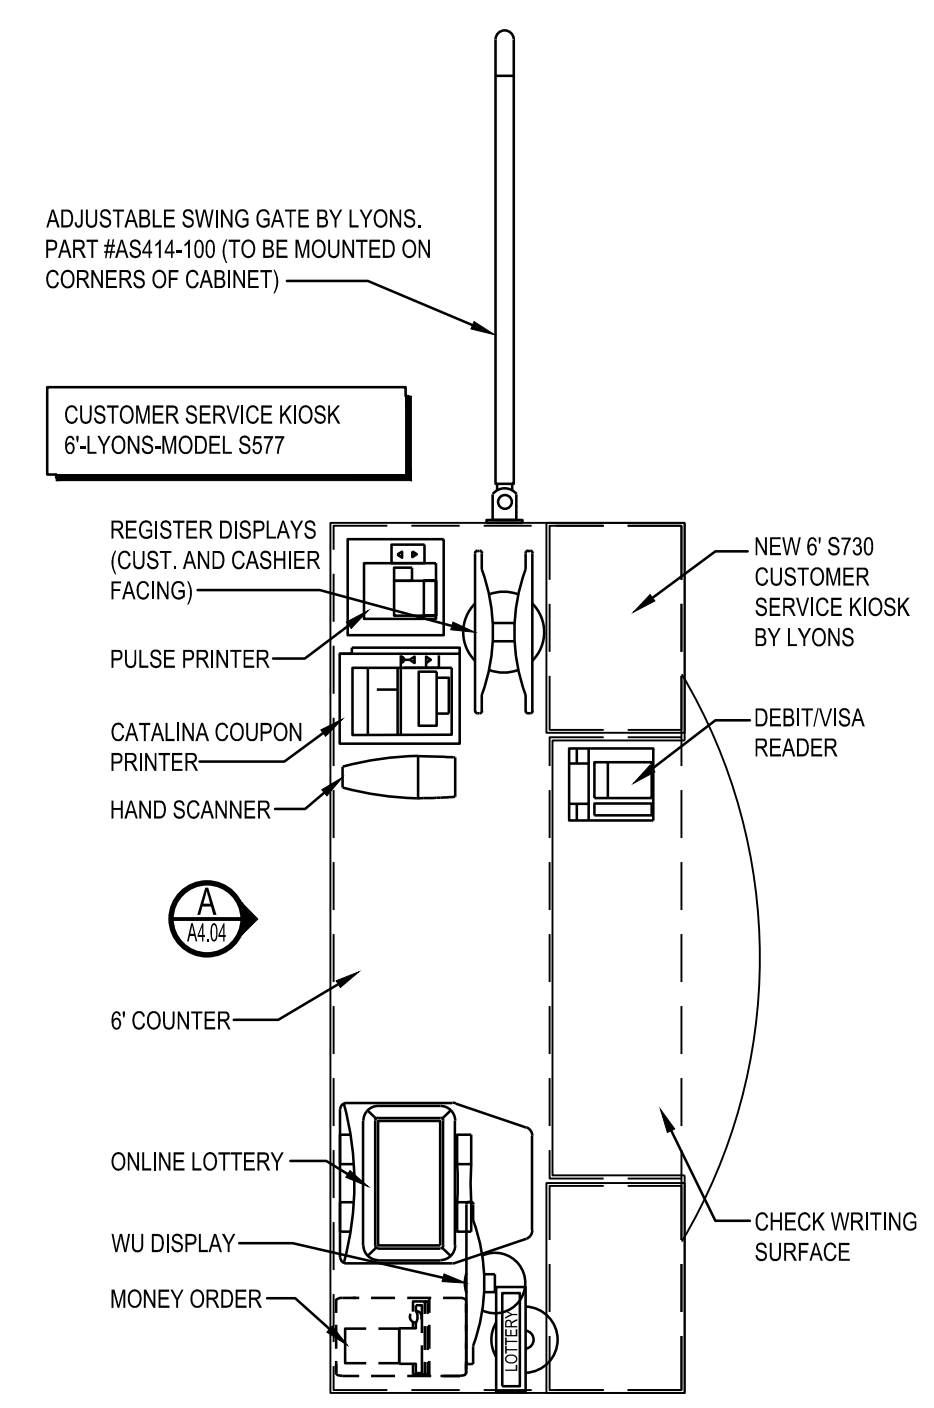 ADJUSTABLE SWING GATE BY LYONS.
PART #AS414-100 (TO BE MOUNTED ON
CORNERS OF CABINET)
CUSTOMER SERVICE KIOSK
6'-LYONS-MODEL S577
REGISTER DISPLAYS
(CUST. AND CASHIER
FACING)
PULSE PRINTER
CATALINA COUPON
PRINTER
HAND SCANNER
A
A4.04
6' COUNTER
ONLINE LOTTERY
WU DISPLAY
MONEY ORDER
LOTTERY
NEW 6' S730
CUSTOMER
SERVICE KIOSK
BY LYONS
DEBIT/VISA
READER
CHECK WRITING
SURFACE